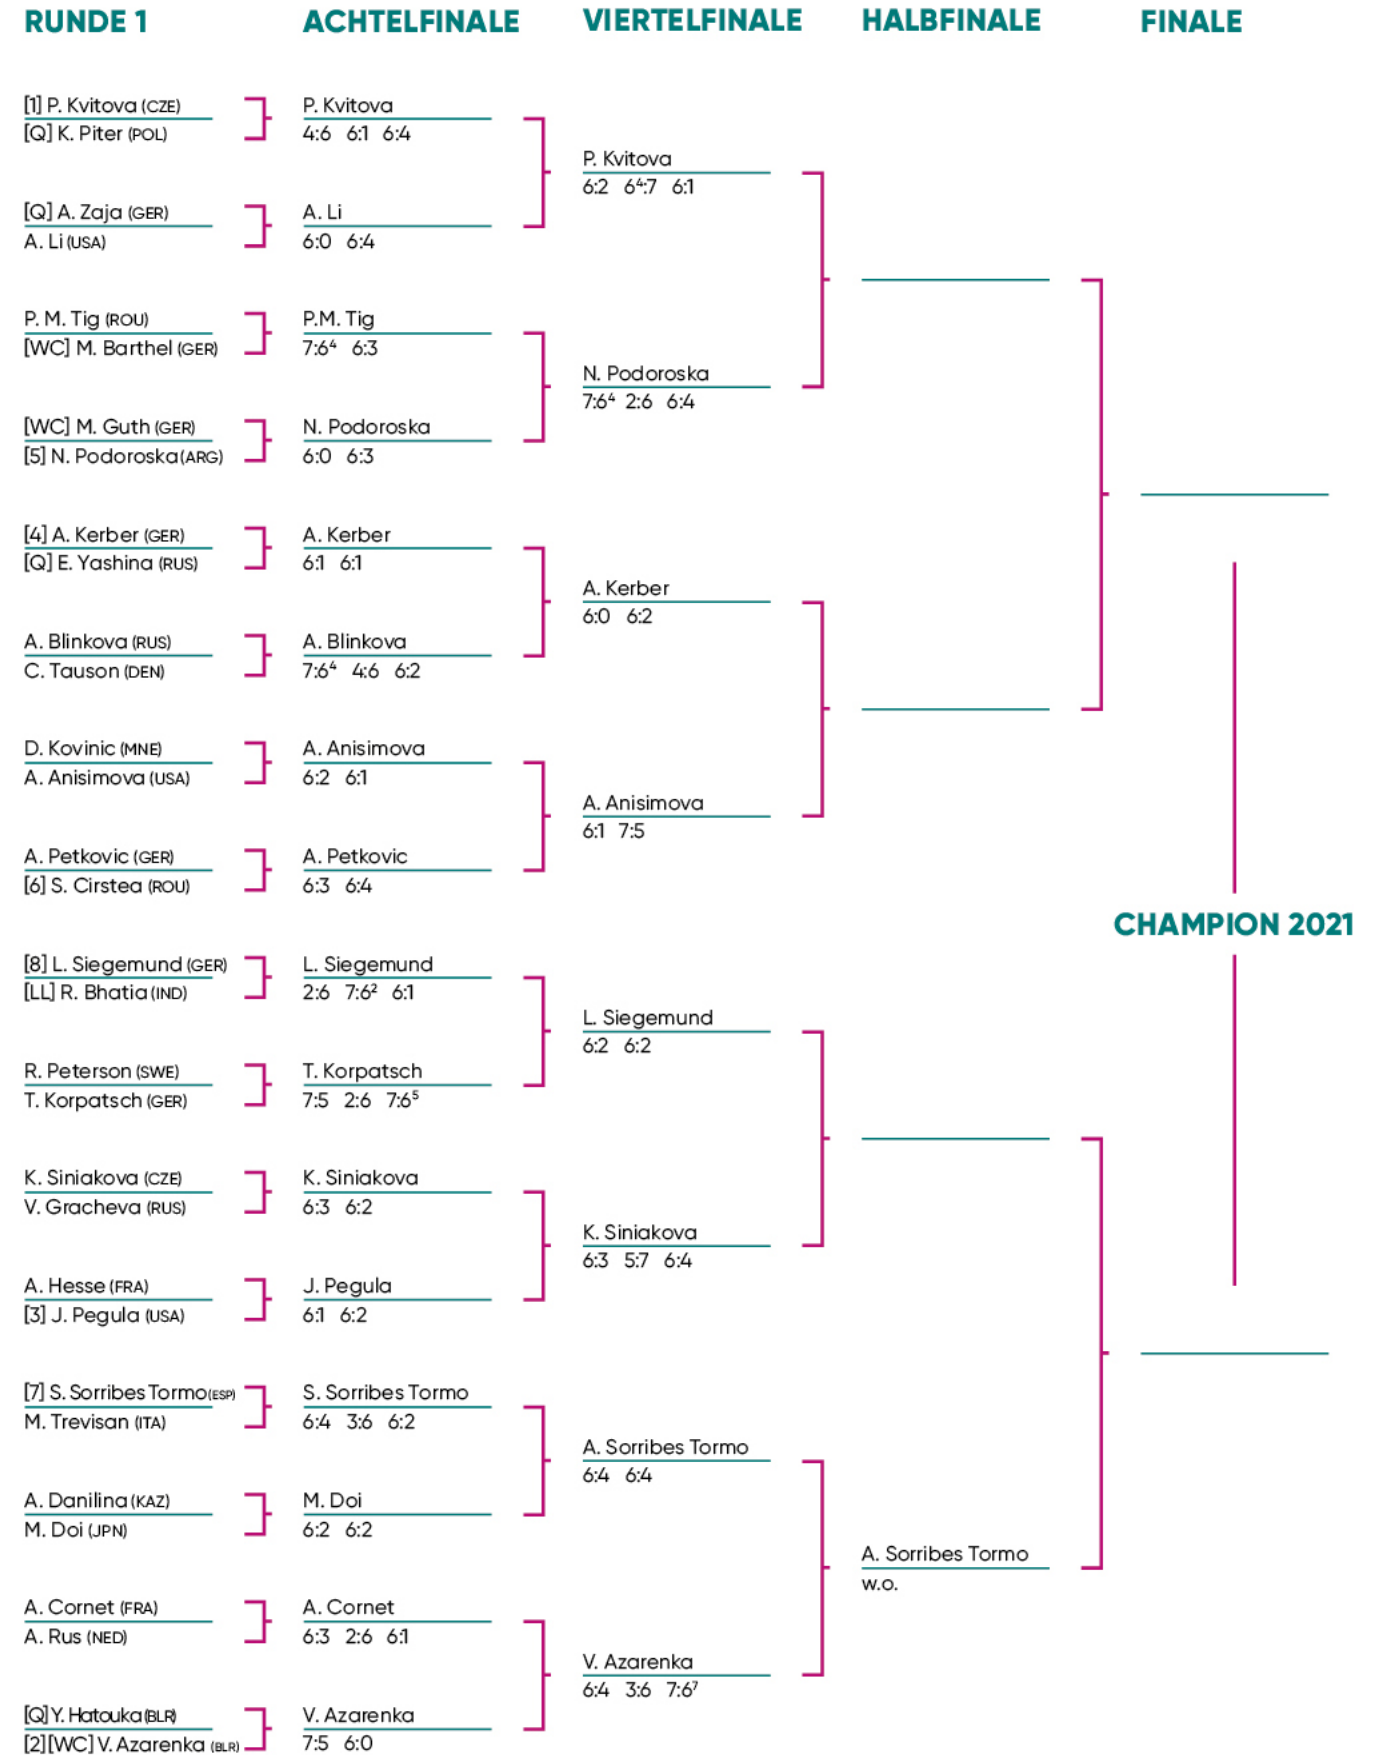 RUNDE 1
ACHTELFINALE
VIERTELFINALE
HALBFINALE
FINALE
[1] P. Kvitova (CZE)
[Q] K. Piter (POL)
[Q] A. Zaja (GER)
A. Li (USA)
P. M. Tig (ROU)
[WC] M. Barthel (GER)
[WC] M. Guth (GER)
[5] N. Podoroska (ARG)
[4] A. Kerber (GER)
[Q] E. Yashina (RUS)
A. Blinkova (RUS)
C. Tauson (DEN)
D. Kovinic (MNE)
A. Anisimova (USA)
A. Petkovic (GER)
[6] S. Cirstea (ROU)
[8] L. Siegemund (GER)
[LL] R. Bhatia (IND)
R. Peterson (SWE)
T. Korpatsch (GER)
K. Siniakova (CZE)
V. Gracheva (RUS)
A. Hesse (FRA)
[3] J. Pegula (USA)
[7] S. Sorribes Tormo (ESP)
M. Trevisan (ITA)
A. Danilina (KAZ)
M. Doi (JPN)
A. Cornet (FRA)
A. Rus (NED)
[Q] Y. Hatouka (BLR)
[2] [WC] V. Azarenka (BLR)
P. Kvitova
4:6 6:1 6:4
A. Li
6:0 6:4
P.M. Tig
7:6⁴ 6:3
N. Podoroska
6:0 6:3
A. Kerber
6:1 6:1
A. Blinkova
7:6⁴ 4:6 6:2
A. Anisimova
6:2 6:1
A. Petkovic
6:3 6:4
L. Siegemund
2:6 7:6² 6:1
T. Korpatsch
7:5 2:6 7:6⁵
K. Siniakova
6:3 6:2
J. Pegula
6:1 6:2
S. Sorribes Tormo
6:4 3:6 6:2
M. Doi
6:2 6:2
A. Cornet
6:3 2:6 6:1
V. Azarenka
7:5 6:0
P. Kvitova
6:2 6⁴:7 6:1
N. Podoroska
7:6⁴ 2:6 6:4
A. Kerber
6:0 6:2
A. Anisimova
6:1 7:5
L. Siegemund
6:2 6:2
K. Siniakova
6:3 5:7 6:4
A. Sorribes Tormo
6:4 6:4
V. Azarenka
6:4 3:6 7:6⁷
A. Sorribes Tormo
w.o.
CHAMPION 2021